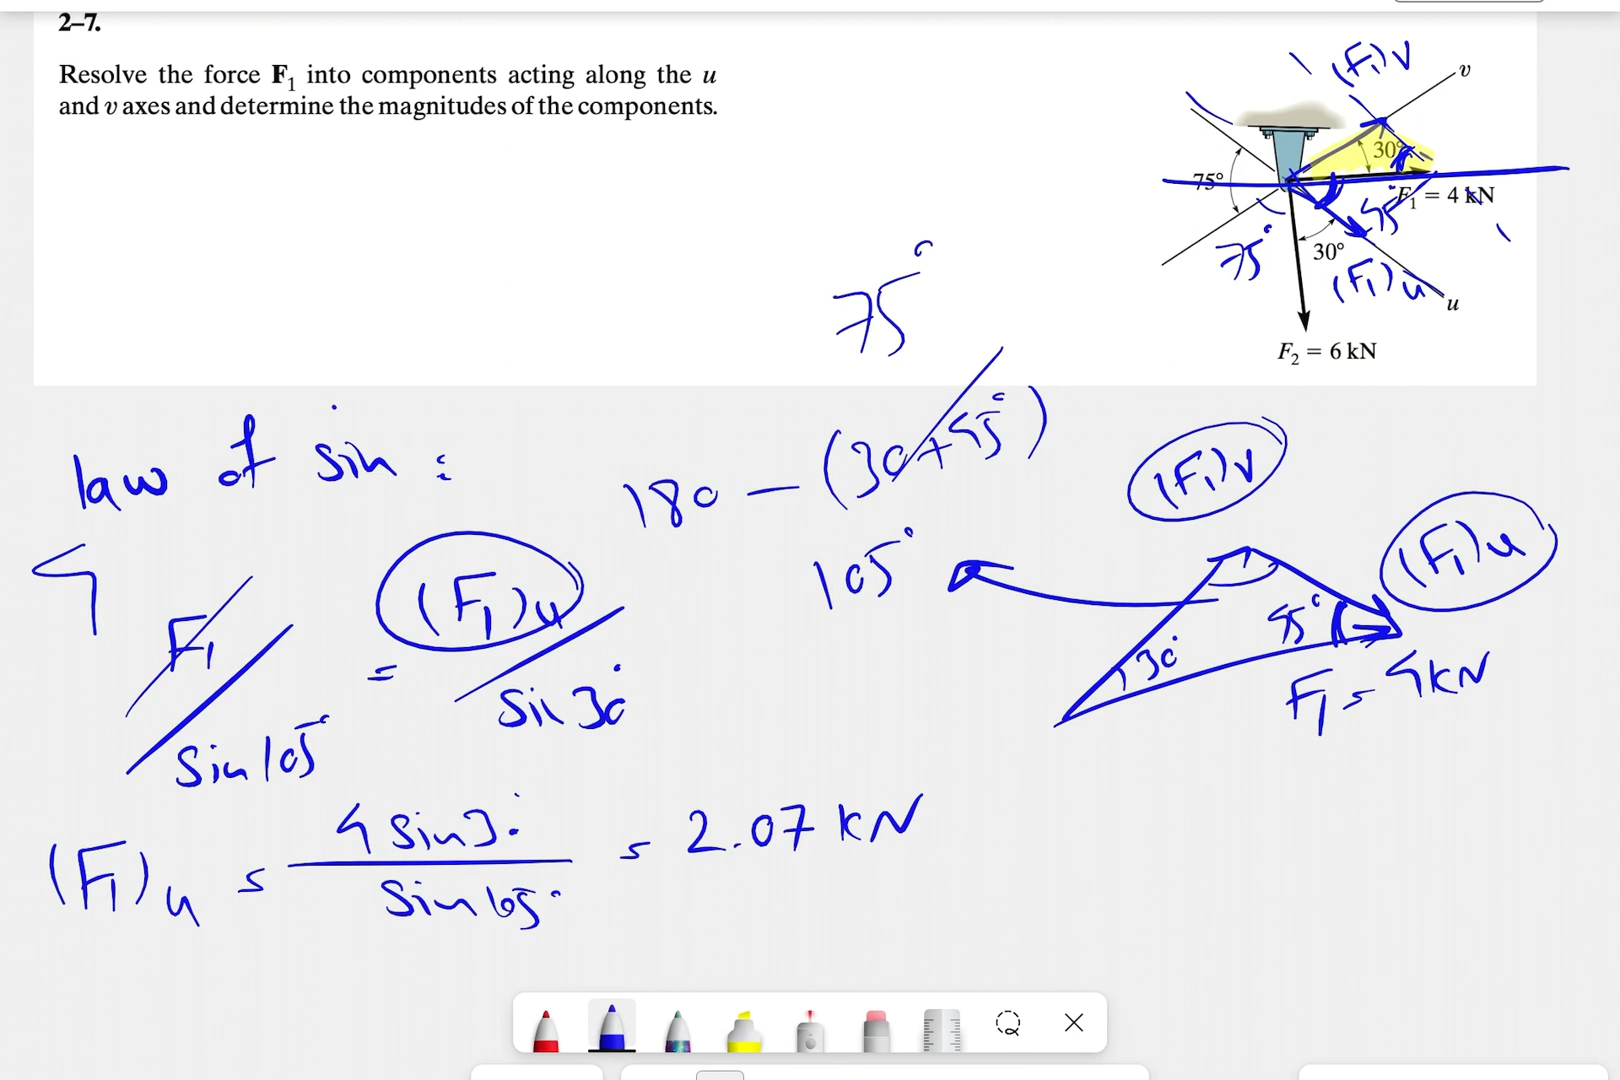 2–7.
Resolve the force F₁ into components acting along the u
and v axes and determine the magnitudes of the components.
(F₁)v
v
30°
75°
F₁ = 4 kN
45°
75°
30°
(F₁)u
u
F₂ = 6 kN
75°
law of sin :
180 – (30+45°)
105°
(F₁)v
(F₁)u
30°
45°
F₁ = 4kN
F₁ / sin 105° = (F₁)u / sin 30°
(F₁)u = 4 sin 30° / sin 105° = 2.07 kN